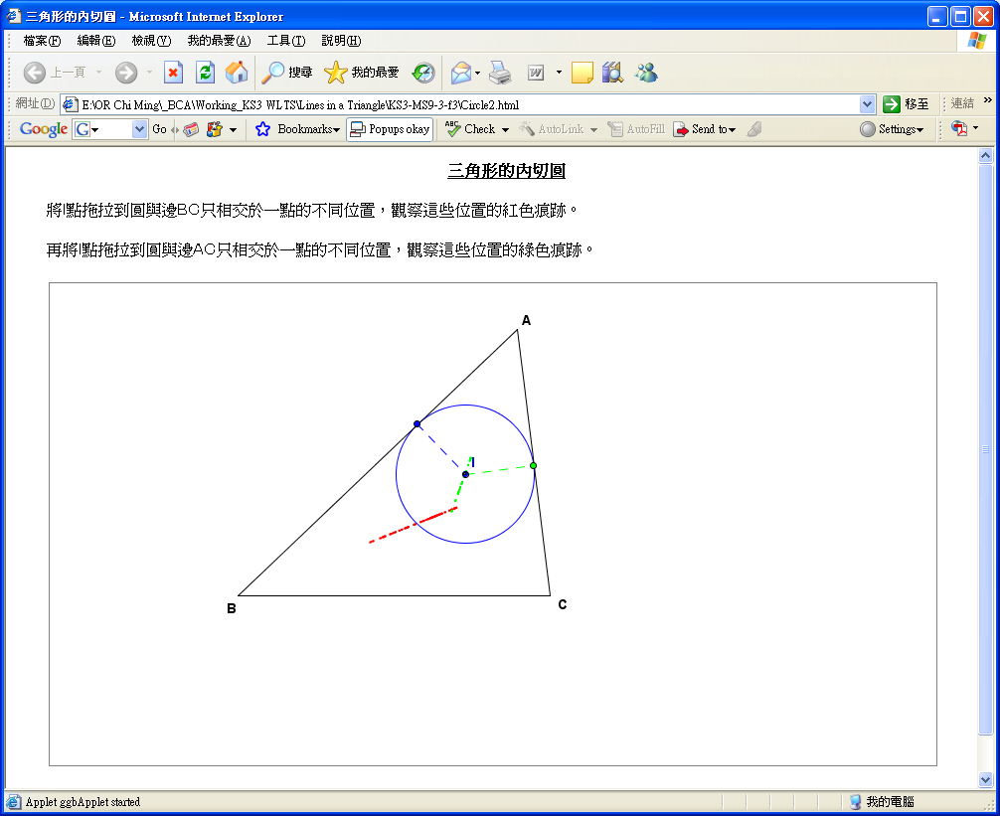 三角形的內切圓 - Microsoft Internet Explorer
檔案(F) 編輯(E) 檢視(V) 我的最愛(A) 工具(T) 說明(H)
上一頁 搜尋 我的最愛
網址(D) E:\OR Chi Ming\_BCA\Working_KS3 WLTS\Lines in a Triangle\KS3-MS9-3-f3\Circle2.html 移至 連結 »
Google G Go Bookmarks Popups okay ABC Check AutoLink AutoFill Send to Settings
三角形的內切圓
將I點拖拉到圓與邊BC只相交於一點的不同位置，觀察這些位置的紅色痕跡。
再將I點拖拉到圓與邊AC只相交於一點的不同位置，觀察這些位置的綠色痕跡。
A
I
B
C
Applet ggbApplet started 我的電腦